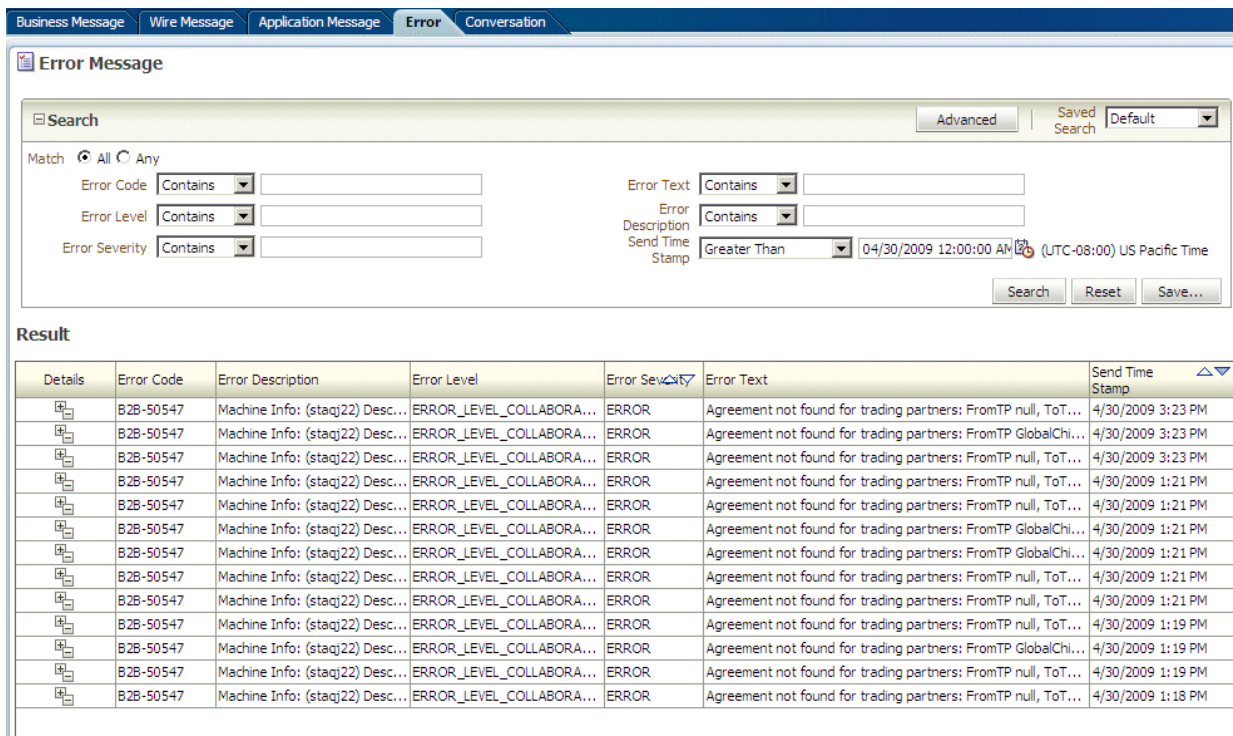 Business Message Wire Message Application Message Error Conversation
Error Message
Search Advanced Saved Search Default
Match All Any
Error Code Contains Error Text Contains
Error Level Contains Error Description Contains
Error Severity Contains Send Time Stamp Greater Than 04/30/2009 12:00:00 AM (UTC-08:00) US Pacific Time
Search Reset Save...
Result
Details Error Code Error Description Error Level Error Severity Error Text Send Time Stamp
B2B-50547 Machine Info: (staqj22) Desc... ERROR_LEVEL_COLLABORA... ERROR Agreement not found for trading partners: FromTP null, ToT... 4/30/2009 3:23 PM
B2B-50547 Machine Info: (staqj22) Desc... ERROR_LEVEL_COLLABORA... ERROR Agreement not found for trading partners: FromTP GlobalChi... 4/30/2009 3:23 PM
B2B-50547 Machine Info: (staqj22) Desc... ERROR_LEVEL_COLLABORA... ERROR Agreement not found for trading partners: FromTP null, ToT... 4/30/2009 3:23 PM
B2B-50547 Machine Info: (staqj22) Desc... ERROR_LEVEL_COLLABORA... ERROR Agreement not found for trading partners: FromTP null, ToT... 4/30/2009 1:21 PM
B2B-50547 Machine Info: (staqj22) Desc... ERROR_LEVEL_COLLABORA... ERROR Agreement not found for trading partners: FromTP null, ToT... 4/30/2009 1:21 PM
B2B-50547 Machine Info: (staqj22) Desc... ERROR_LEVEL_COLLABORA... ERROR Agreement not found for trading partners: FromTP GlobalChi... 4/30/2009 1:21 PM
B2B-50547 Machine Info: (staqj22) Desc... ERROR_LEVEL_COLLABORA... ERROR Agreement not found for trading partners: FromTP GlobalChi... 4/30/2009 1:21 PM
B2B-50547 Machine Info: (staqj22) Desc... ERROR_LEVEL_COLLABORA... ERROR Agreement not found for trading partners: FromTP null, ToT... 4/30/2009 1:21 PM
B2B-50547 Machine Info: (staqj22) Desc... ERROR_LEVEL_COLLABORA... ERROR Agreement not found for trading partners: FromTP null, ToT... 4/30/2009 1:21 PM
B2B-50547 Machine Info: (staqj22) Desc... ERROR_LEVEL_COLLABORA... ERROR Agreement not found for trading partners: FromTP null, ToT... 4/30/2009 1:19 PM
B2B-50547 Machine Info: (staqj22) Desc... ERROR_LEVEL_COLLABORA... ERROR Agreement not found for trading partners: FromTP GlobalChi... 4/30/2009 1:19 PM
B2B-50547 Machine Info: (staqj22) Desc... ERROR_LEVEL_COLLABORA... ERROR Agreement not found for trading partners: FromTP null, ToT... 4/30/2009 1:19 PM
B2B-50547 Machine Info: (staqj22) Desc... ERROR_LEVEL_COLLABORA... ERROR Agreement not found for trading partners: FromTP null, ToT... 4/30/2009 1:18 PM